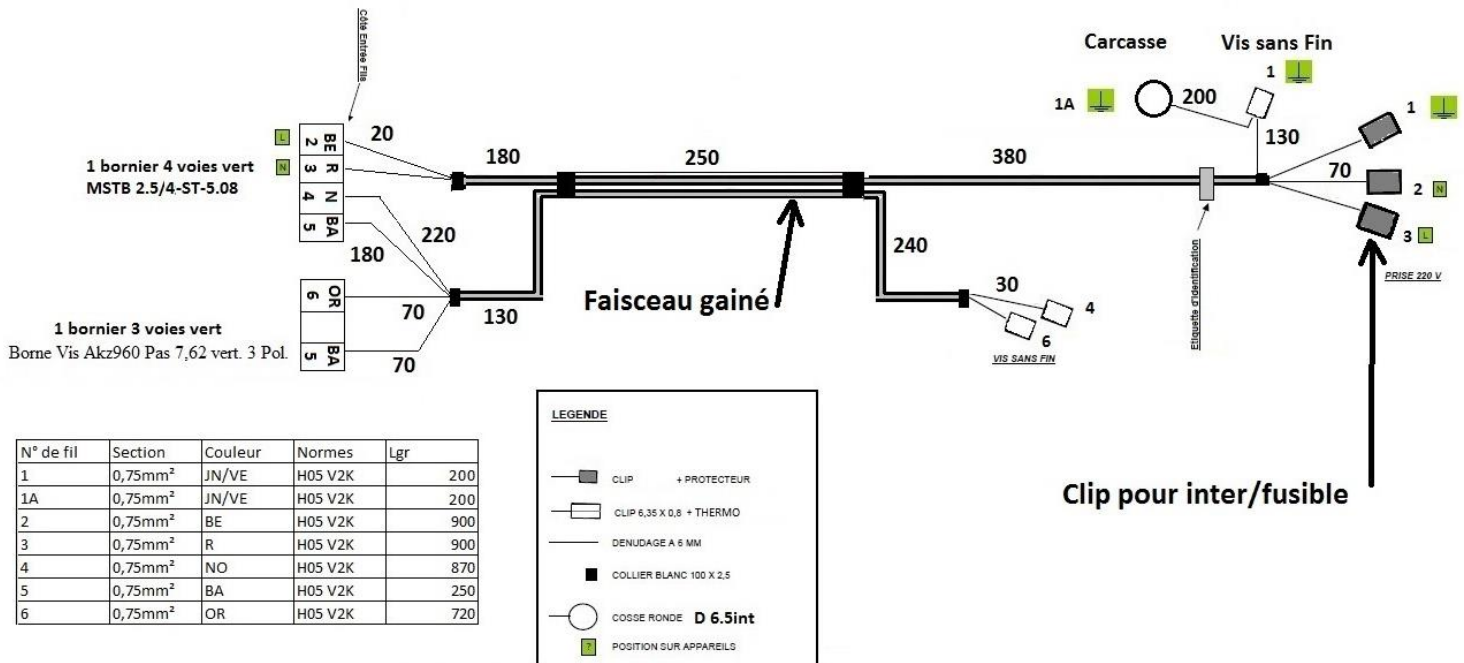 Côté Entrée Fils
Carcasse
Vis sans Fin
1
1A
200
130
1
L
2 BE
20
180
250
380
N
3 R
70
2 N
1 bornier 4 voies vert
MSTB 2.5/4-ST-5.08
4 N
5 BA
220
180
3 L
PRISE 220 V
240
Etiquette d'identification
6 OR
70
130
Faisceau gainé
30
4
6
VIS SANS FIN
1 bornier 3 voies vert
Borne Vis Akz960 Pas 7,62 vert. 3 Pol.
5 BA
70
Clip pour inter/fusible
N° de fil Section Couleur Normes Lgr
1 0,75mm² JN/VE H05 V2K 200
1A 0,75mm² JN/VE H05 V2K 200
2 0,75mm² BE H05 V2K 900
3 0,75mm² R H05 V2K 900
4 0,75mm² NO H05 V2K 870
5 0,75mm² BA H05 V2K 250
6 0,75mm² OR H05 V2K 720
LEGENDE
CLIP + PROTECTEUR
CLIP 6,35 X 0,8 + THERMO
DENUDAGE A 6 MM
COLLIER BLANC 100 X 2,5
COSSE RONDE D 6.5int
? POSITION SUR APPAREILS